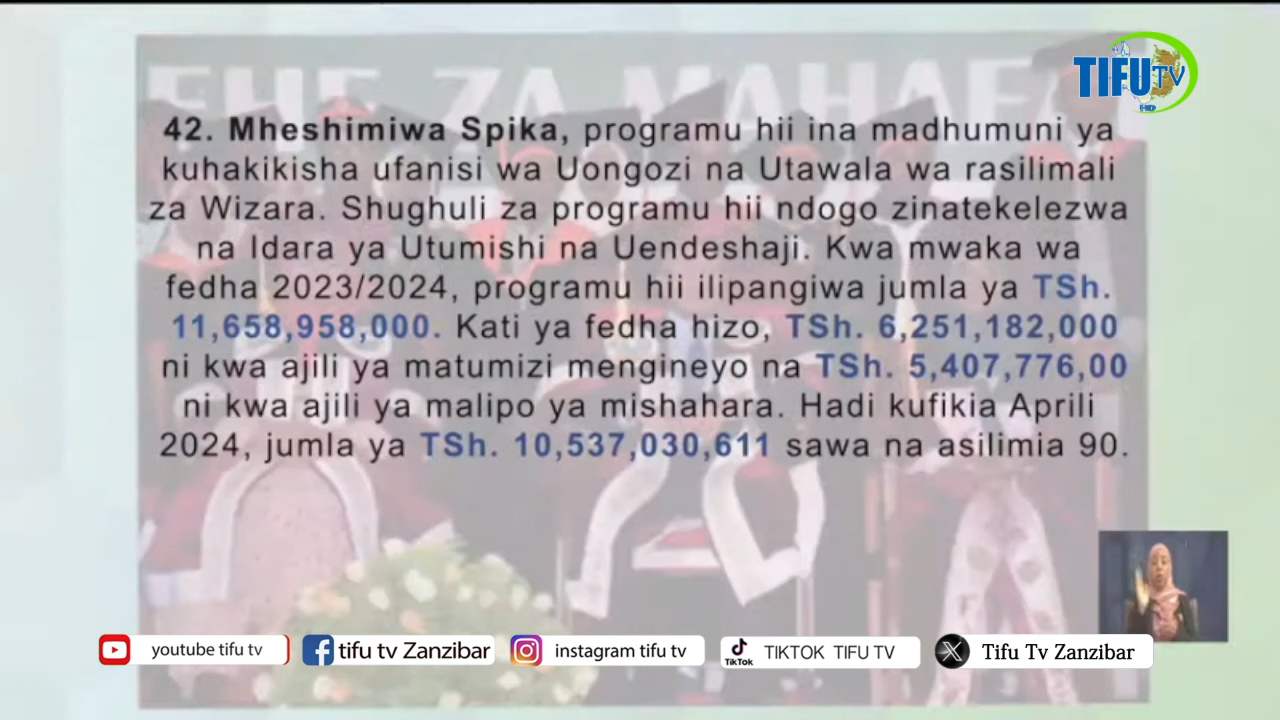 EHE ZA MAHAFA
TIFU TV
HD
42. Mheshimiwa Spika, programu hii ina madhumuni ya
kuhakikisha ufanisi wa Uongozi na Utawala wa rasilimali
za Wizara. Shughuli za programu hii ndogo zinatekelezwa
na Idara ya Utumishi na Uendeshaji. Kwa mwaka wa
fedha 2023/2024, programu hii ilipangiwa jumla ya TSh.
11,658,958,000. Kati ya fedha hizo, TSh. 6,251,182,000
ni kwa ajili ya matumizi mengineyo na TSh. 5,407,776,00
ni kwa ajili ya malipo ya mishahara. Hadi kufikia Aprili
2024, jumla ya TSh. 10,537,030,611 sawa na asilimia 90.
youtube tifu tv
tifu tv Zanzibar
instagram tifu tv
TikTok
TIKTOK TIFU TV
Tifu Tv Zanzibar